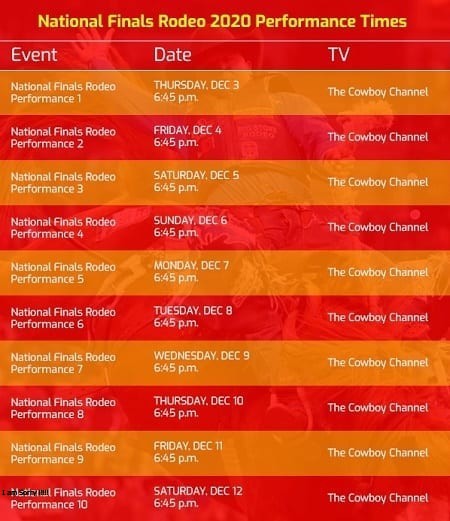 National Finals Rodeo 2020 Performance Times
Event Date TV
National Finals Rodeo THURSDAY, DEC 3
Performance 1 6:45 p.m. The Cowboy Channel
National Finals Rodeo FRIDAY, DEC 4
Performance 2 6:45 p.m. The Cowboy Channel
National Finals Rodeo SATURDAY, DEC 5
Performance 3 6:45 p.m. The Cowboy Channel
National Finals Rodeo SUNDAY, DEC 6
Performance 4 6:45 p.m. The Cowboy Channel
National Finals Rodeo MONDAY, DEC 7
Performance 5 6:45 p.m. The Cowboy Channel
National Finals Rodeo TUESDAY, DEC 8
Performance 6 6:45 p.m. The Cowboy Channel
National Finals Rodeo WEDNESDAY, DEC 9
Performance 7 6:45 p.m. The Cowboy Channel
National Finals Rodeo THURSDAY, DEC 10
Performance 8 6:45 p.m. The Cowboy Channel
National Finals Rodeo FRIDAY, DEC 11
Performance 9 6:45 p.m. The Cowboy Channel
Finals Rodeo SATURDAY, DEC 12
Performance 10 6:45 p.m. The Cowboy Channel